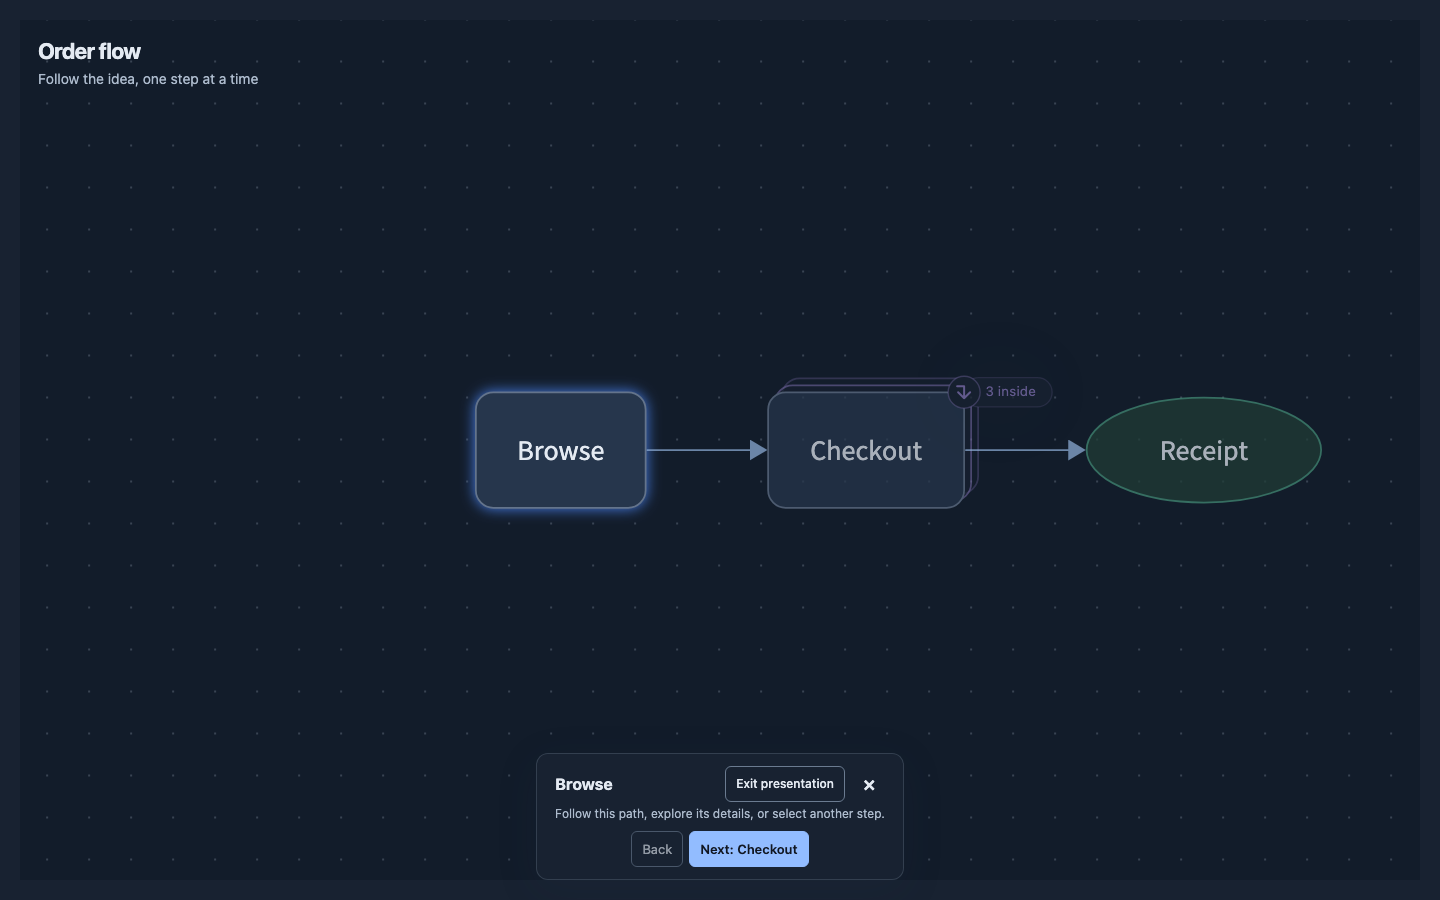 Order flow
Follow the idea, one step at a time
3 inside
Browse
Checkout
Receipt
Browse
Exit presentation
Follow this path, explore its details, or select another step.
Back
Next: Checkout